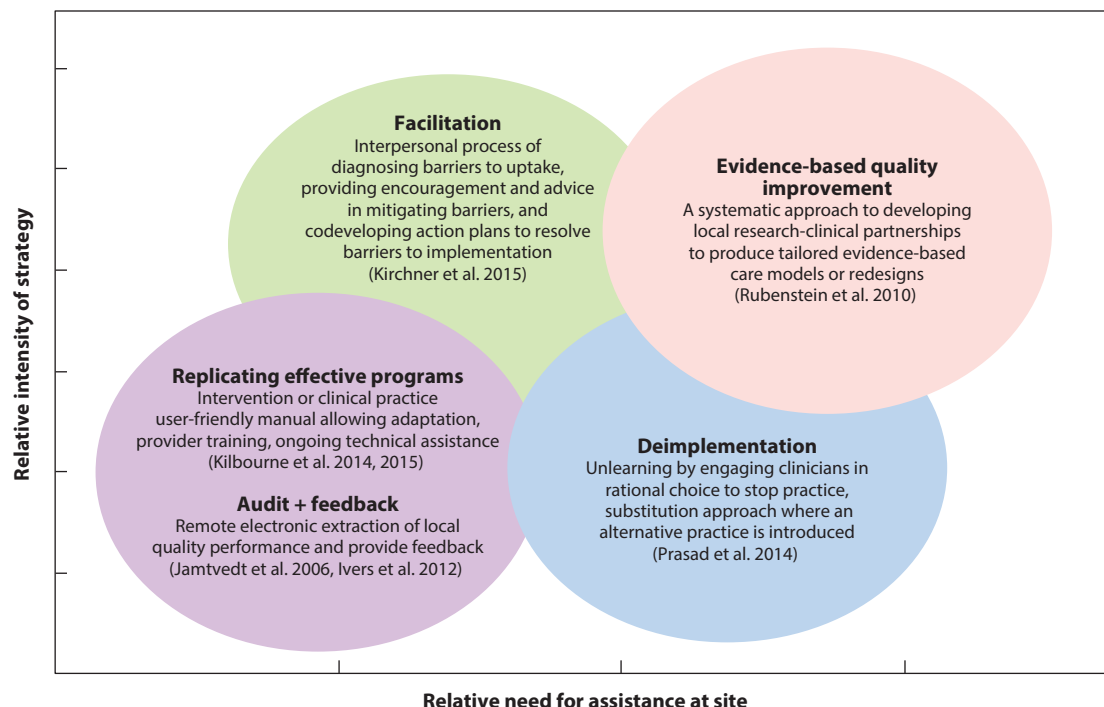 Relative intensity of strategy
Facilitation
Interpersonal process of
diagnosing barriers to uptake,
providing encouragement and advice
in mitigating barriers, and
codeveloping action plans to resolve
barriers to implementation
(Kirchner et al. 2015)
Evidence-based quality
improvement
A systematic approach to developing
local research-clinical partnerships
to produce tailored evidence-based
care models or redesigns
(Rubenstein et al. 2010)
Replicating effective programs
Intervention or clinical practice
user-friendly manual allowing adaptation,
provider training, ongoing technical assistance
(Kilbourne et al. 2014, 2015)
Audit + feedback
Remote electronic extraction of local
quality performance and provide feedback
(Jamtvedt et al. 2006, Ivers et al. 2012)
Deimplementation
Unlearning by engaging clinicians in
rational choice to stop practice,
substitution approach where an
alternative practice is introduced
(Prasad et al. 2014)
Relative need for assistance at site